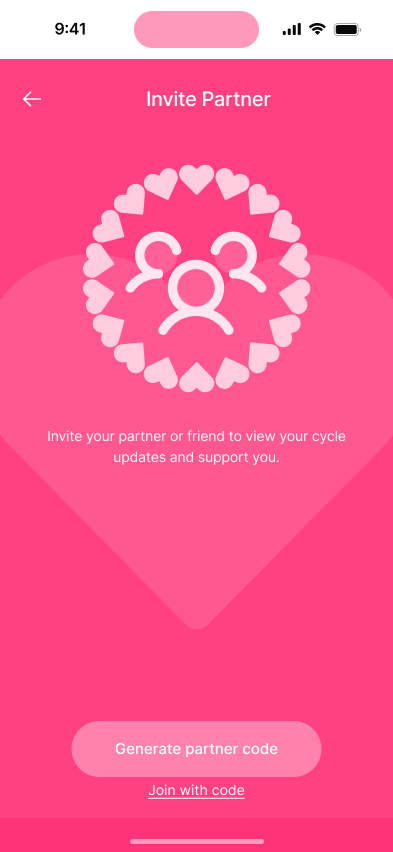 9:41
Invite Partner
Invite your partner or friend to view your cycle
updates and support you.
Generate partner code
Join with code